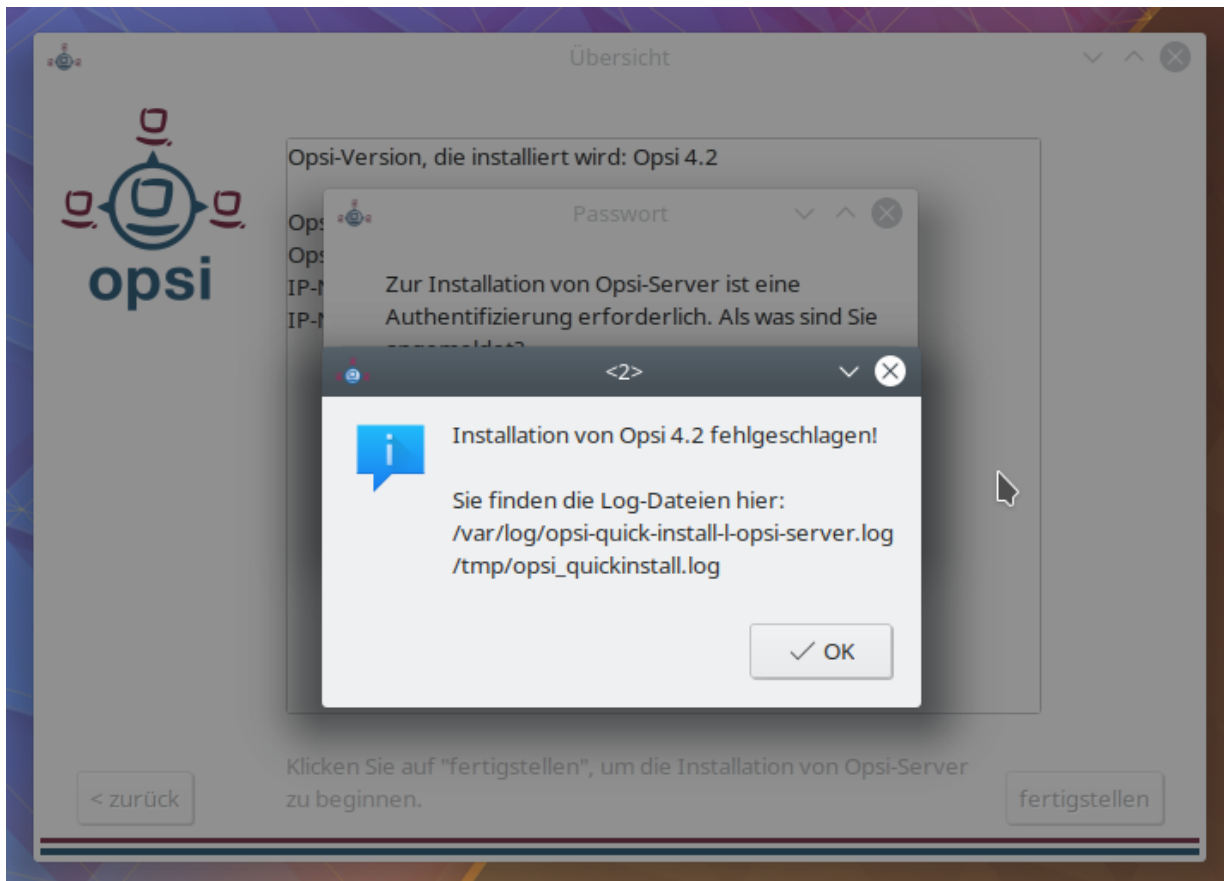 Übersicht
opsi
Opsi-Version, die installiert wird: Opsi 4.2
Passwort
Zur Installation von Opsi-Server ist eine
Authentifizierung erforderlich. Als was sind Sie
<2>
Installation von Opsi 4.2 fehlgeschlagen!
Sie finden die Log-Dateien hier:
/var/log/opsi-quick-install-l-opsi-server.log
/tmp/opsi_quickinstall.log
OK
Klicken Sie auf "fertigstellen", um die Installation von Opsi-Server
zu beginnen.
< zurück
fertigstellen